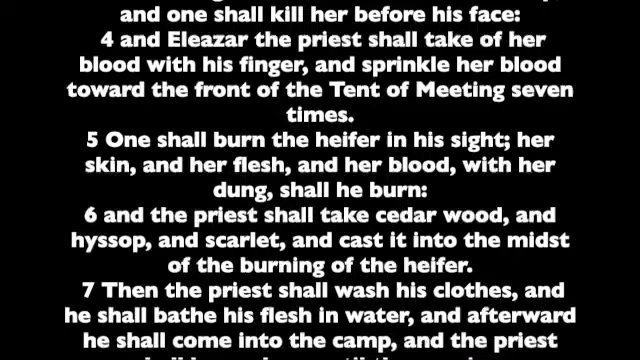 and one shall kill her before his face:
4 and Eleazar the priest shall take of her
blood with his finger, and sprinkle her blood
toward the front of the Tent of Meeting seven
times.
5 One shall burn the heifer in his sight; her
skin, and her flesh, and her blood, with her
dung, shall he burn:
6 and the priest shall take cedar wood, and
hyssop, and scarlet, and cast it into the midst
of the burning of the heifer.
7 Then the priest shall wash his clothes, and
he shall bathe his flesh in water, and afterward
he shall come into the camp, and the priest